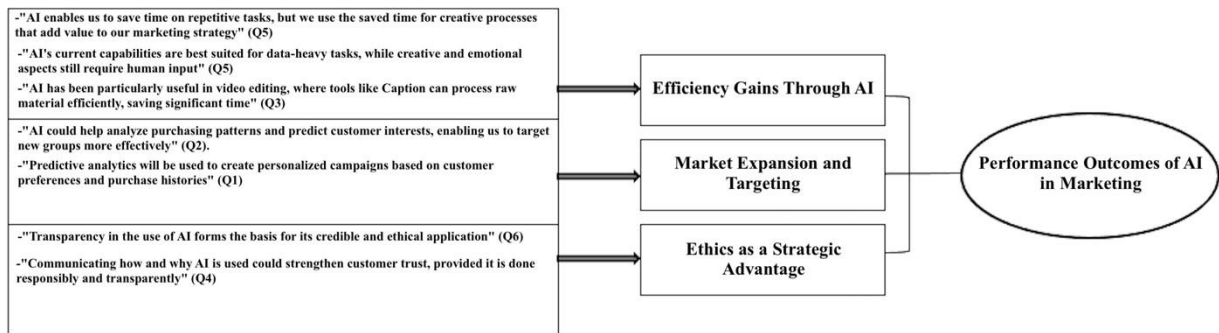 -"AI enables us to save time on repetitive tasks, but we use the saved time for creative processes
that add value to our marketing strategy" (Q5)
-"AI's current capabilities are best suited for data-heavy tasks, while creative and emotional
aspects still require human input" (Q5)
-"AI has been particularly useful in video editing, where tools like Caption can process raw
material efficiently, saving significant time" (Q3)
-"AI could help analyze purchasing patterns and predict customer interests, enabling us to target
new groups more effectively" (Q2).
-"Predictive analytics will be used to create personalized campaigns based on customer
preferences and purchase histories" (Q1)
-"Transparency in the use of AI forms the basis for its credible and ethical application" (Q6)
-"Communicating how and why AI is used could strengthen customer trust, provided it is done
responsibly and transparently" (Q4)
Efficiency Gains Through AI
Market Expansion and
Targeting
Ethics as a Strategic
Advantage
Performance Outcomes of AI
in Marketing